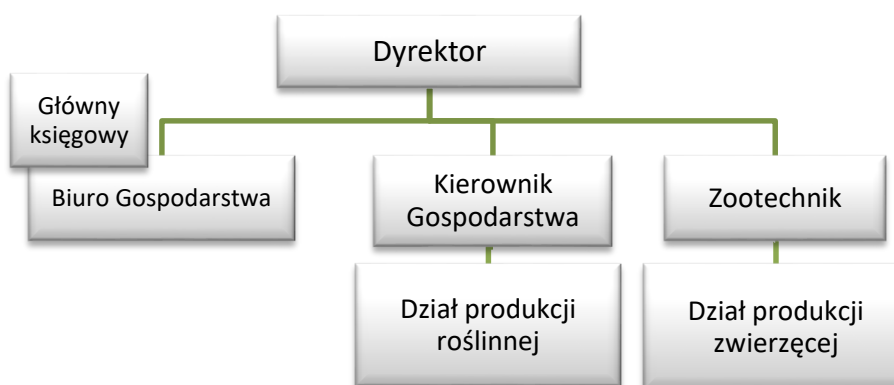 Dyrektor
Główny
księgowy
Biuro Gospodarstwa
Kierownik
Gospodarstwa
Zootechnik
Dział produkcji
roślinnej
Dział produkcji
zwierzęcej